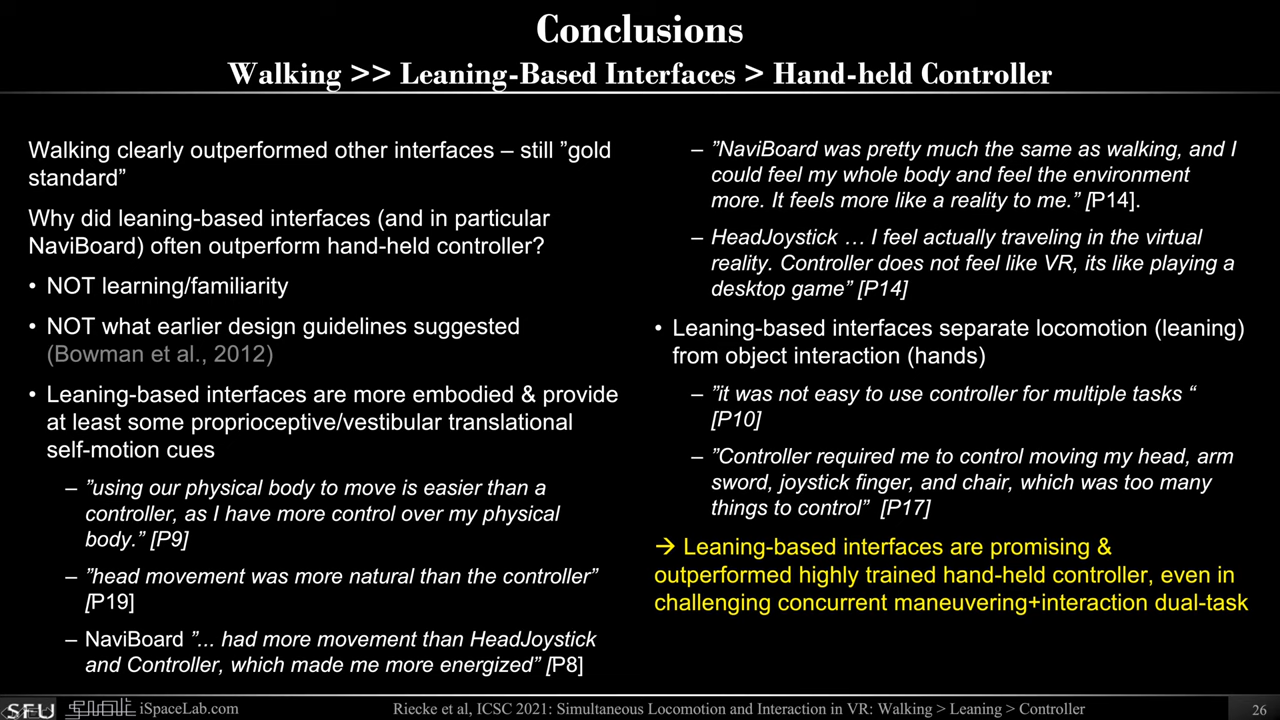 Conclusions
Walking >> Leaning-Based Interfaces > Hand-held Controller
Walking clearly outperformed other interfaces – still ”gold
standard”
Why did leaning-based interfaces (and in particular
NaviBoard) often outperform hand-held controller?
• NOT learning/familiarity
• NOT what earlier design guidelines suggested
(Bowman et al., 2012)
• Leaning-based interfaces are more embodied & provide
at least some proprioceptive/vestibular translational
self-motion cues
– ”using our physical body to move is easier than a
controller, as I have more control over my physical
body.” [P9]
– ”head movement was more natural than the controller”
[P19]
– NaviBoard ”... had more movement than HeadJoystick
and Controller, which made me more energized” [P8]
– ”NaviBoard was pretty much the same as walking, and I
could feel my whole body and feel the environment
more. It feels more like a reality to me.” [P14].
– HeadJoystick … I feel actually traveling in the virtual
reality. Controller does not feel like VR, its like playing a
desktop game” [P14]
• Leaning-based interfaces separate locomotion (leaning)
from object interaction (hands)
– ”it was not easy to use controller for multiple tasks “
[P10]
– ”Controller required me to control moving my head, arm
sword, joystick finger, and chair, which was too many
things to control” [P17]
→ Leaning-based interfaces are promising &
outperformed highly trained hand-held controller, even in
challenging concurrent maneuvering+interaction dual-task
SFU iSpaceLab.com
Riecke et al, ICSC 2021: Simultaneous Locomotion and Interaction in VR: Walking > Leaning > Controller
26